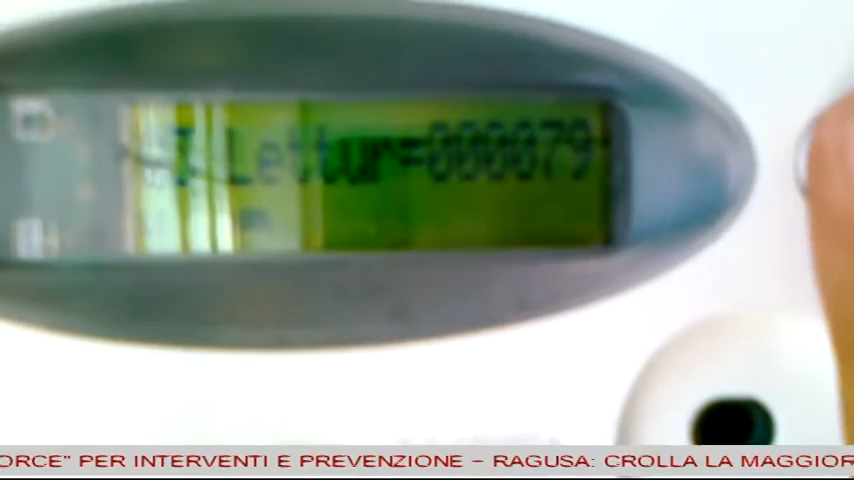 Lettur=000079
ORCE" PER INTERVENTI E PREVENZIONE – RAGUSA: CROLLA LA MAGGIOR